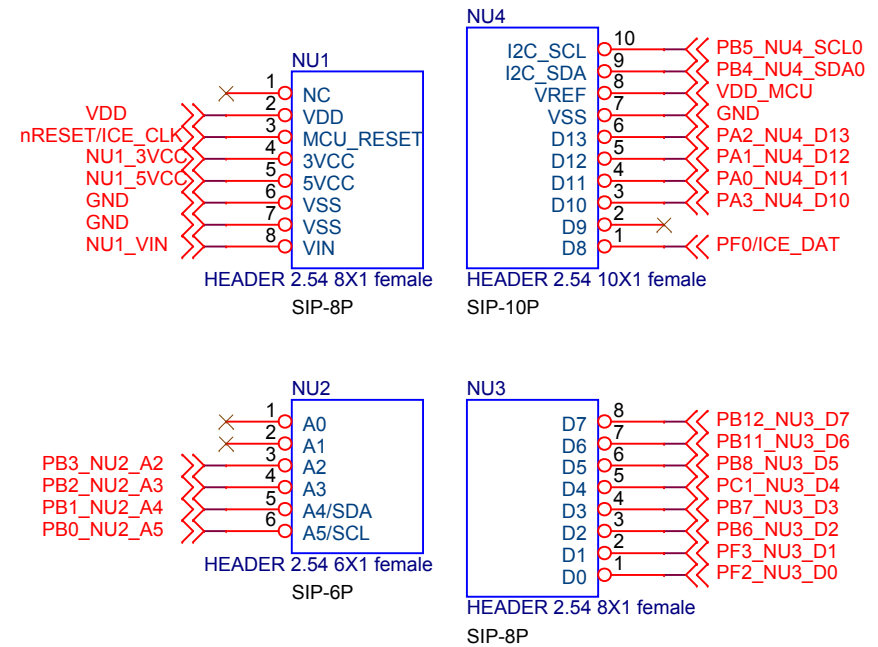 NU1
1 NC
VDD 2 VDD
nRESET/ICE_CLK 3 MCU_RESET
NU1_3VCC 4 3VCC
NU1_5VCC 5 5VCC
GND 6 VSS
GND 7 VSS
NU1_VIN 8 VIN
HEADER 2.54 8X1 female
SIP-8P
NU4
I2C_SCL 10 PB5_NU4_SCL0
I2C_SDA 9 PB4_NU4_SDA0
VREF 8 VDD_MCU
VSS 7 GND
D13 6 PA2_NU4_D13
D12 5 PA1_NU4_D12
D11 4 PA0_NU4_D11
D10 3 PA3_NU4_D10
D9 2
D8 1 PF0/ICE_DAT
HEADER 2.54 10X1 female
SIP-10P
NU2
1 A0
2 A1
PB3_NU2_A2 3 A2
PB2_NU2_A3 4 A3
PB1_NU2_A4 5 A4/SDA
PB0_NU2_A5 6 A5/SCL
HEADER 2.54 6X1 female
SIP-6P
NU3
D7 8 PB12_NU3_D7
D6 7 PB11_NU3_D6
D5 6 PB8_NU3_D5
D4 5 PC1_NU3_D4
D3 4 PB7_NU3_D3
D2 3 PB6_NU3_D2
D1 2 PF3_NU3_D1
D0 1 PF2_NU3_D0
HEADER 2.54 8X1 female
SIP-8P